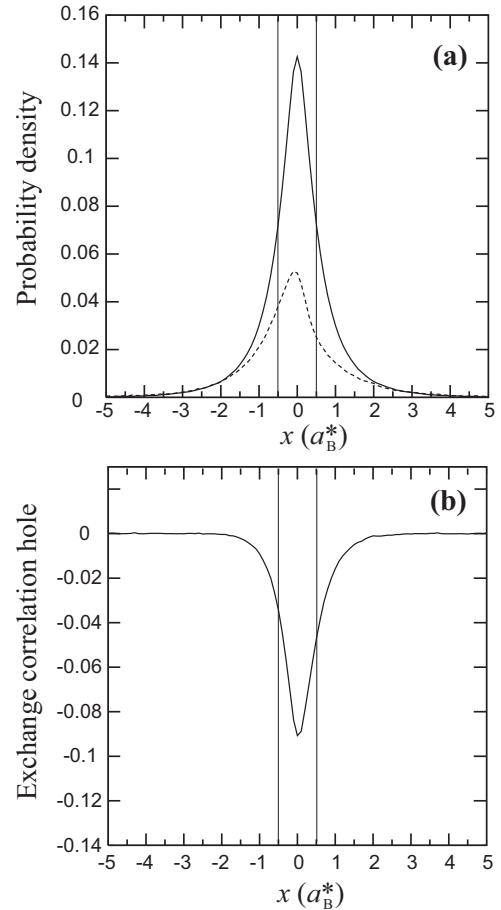 (a)
Probability density
0.16
0.14
0.12
0.1
0.08
0.06
0.04
0.02
0
-5 -4 -3 -2 -1 0 1 2 3 4 5
x (a*B)
(b)
Exchange correlation hole
0
-0.02
-0.04
-0.06
-0.08
-0.1
-0.12
-0.14
-5 -4 -3 -2 -1 0 1 2 3 4 5
x (a*B)